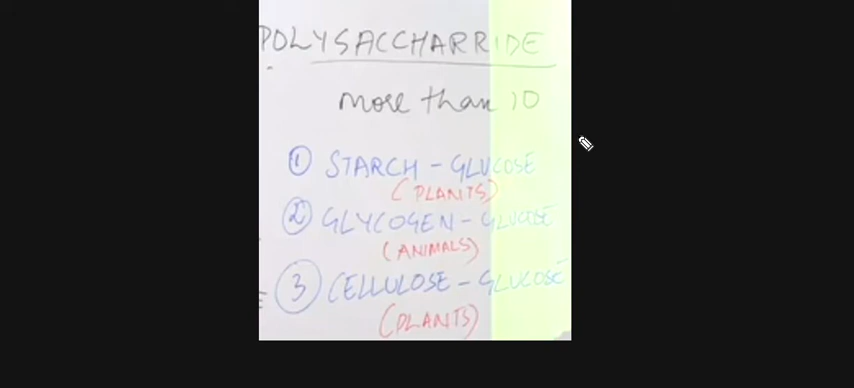 POLYSACCHARRIDE
more than 10
① STARCH - GLUCOSE
(PLANTS)
② GLYCOGEN - GLUCOSE
(ANIMALS)
③ CELLULOSE - GLUCOSE
(PLANTS)